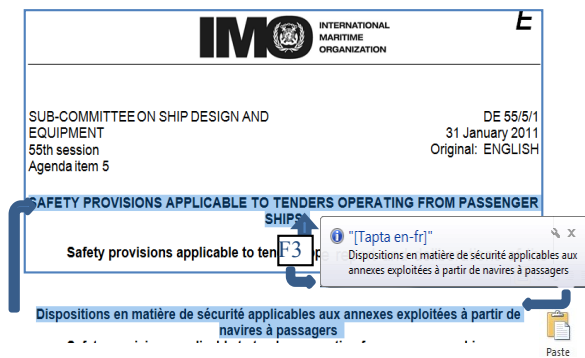 E
IMO
INTERNATIONAL
MARITIME
ORGANIZATION
SUB-COMMITTEE ON SHIP DESIGN AND
EQUIPMENT
55th session
Agenda item 5
DE 55/5/1
31 January 2011
Original: ENGLISH
SAFETY PROVISIONS APPLICABLE TO TENDERS OPERATING FROM PASSENGER
SHIPS
Safety provisions applicable to
F3
"[Tapta en-fr]"
Dispositions en matière de sécurité applicables aux
annexes exploitées à partir de navires à passagers
Dispositions en matière de sécurité applicables aux annexes exploitées à partir de
navires à passagers
Paste